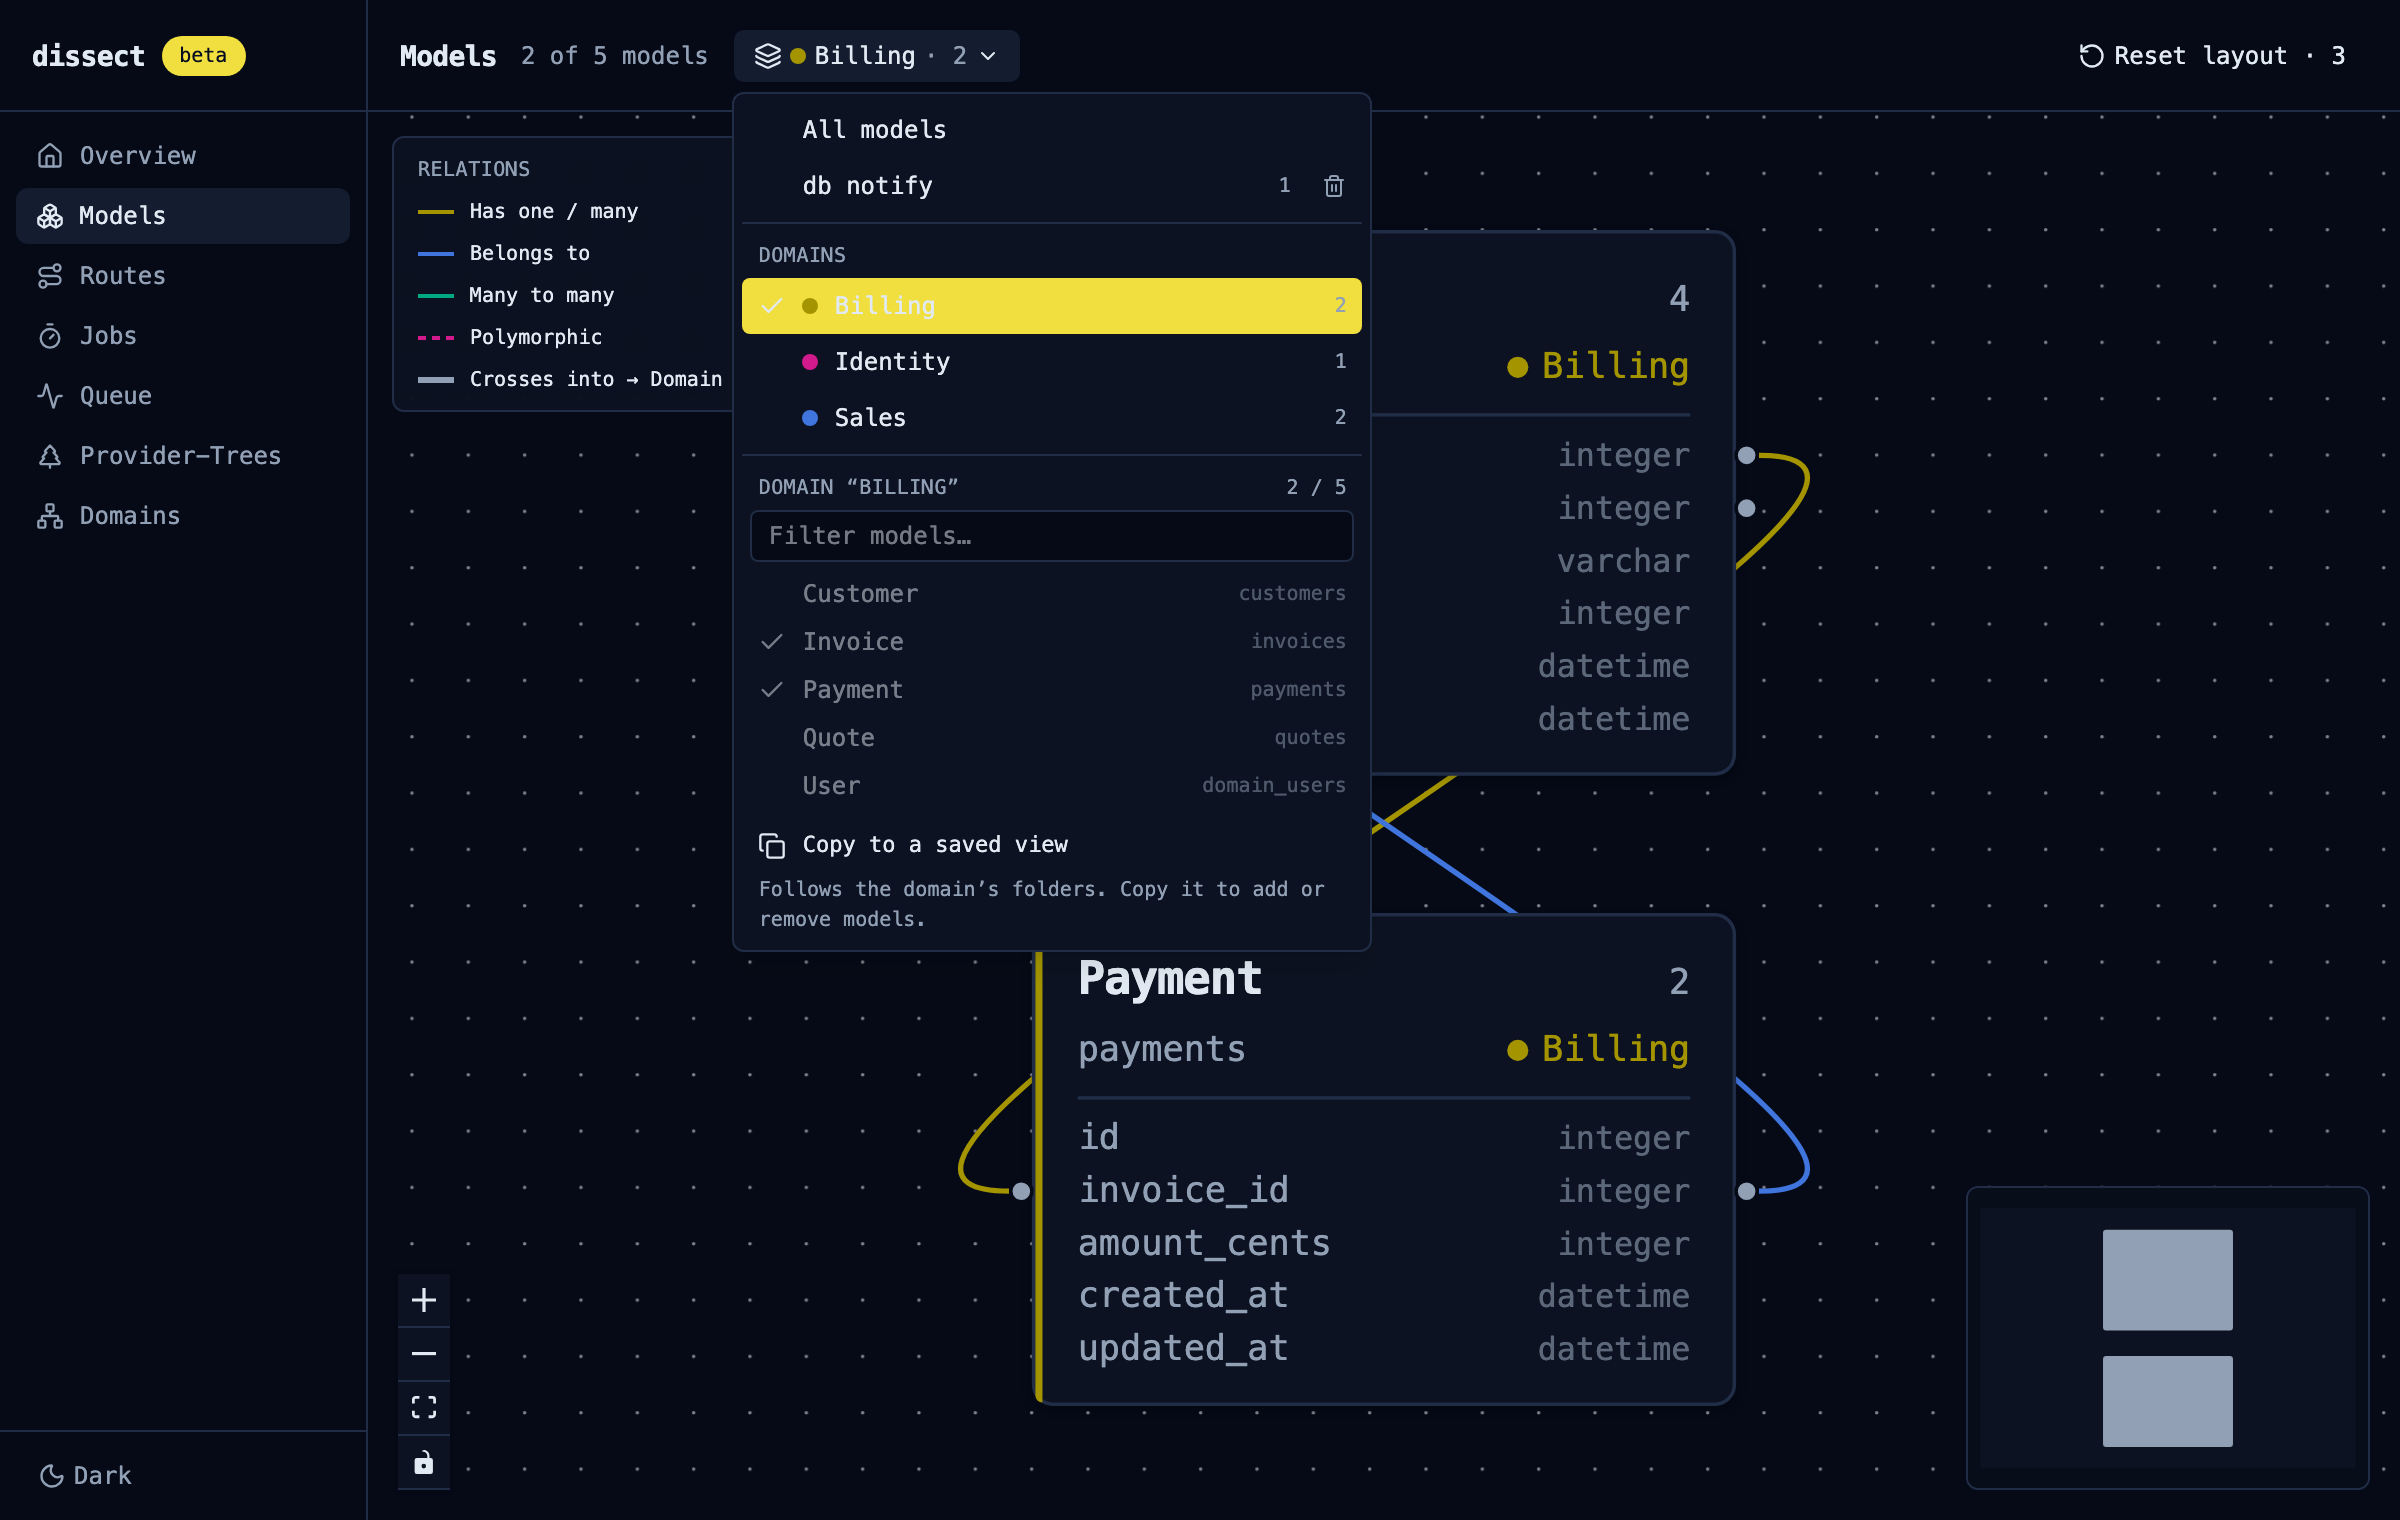 dissect beta
Overview
Models
Routes
Jobs
Queue
Provider-Trees
Domains
Dark
Models 2 of 5 models Billing · 2
Reset layout · 3
RELATIONS
Has one / many
Belongs to
Many to many
Polymorphic
Crosses into → Domain
All models
db notify 1
DOMAINS
Billing 2
Identity 1
Sales 2
DOMAIN “BILLING” 2 / 5
Filter models…
Customer customers
Invoice invoices
Payment payments
Quote quotes
User domain_users
Copy to a saved view
Follows the domain’s folders. Copy it to add or
remove models.
4
Billing
integer
integer
varchar
integer
datetime
datetime
Payment 2
payments Billing
id integer
invoice_id integer
amount_cents integer
created_at datetime
updated_at datetime